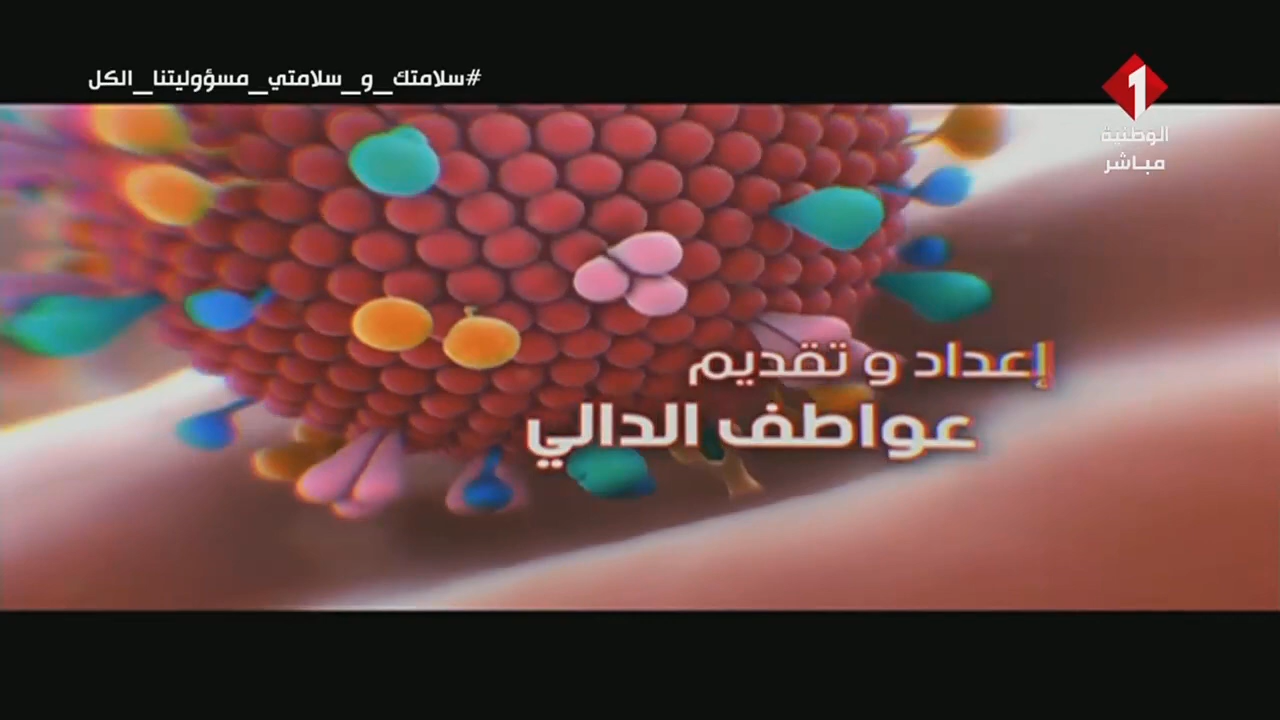 #سلامتك_و_سلامتي_مسؤوليتنا_الكل
1
الوطنية
مباشر
إعداد و تقديم
عواطف الدالي